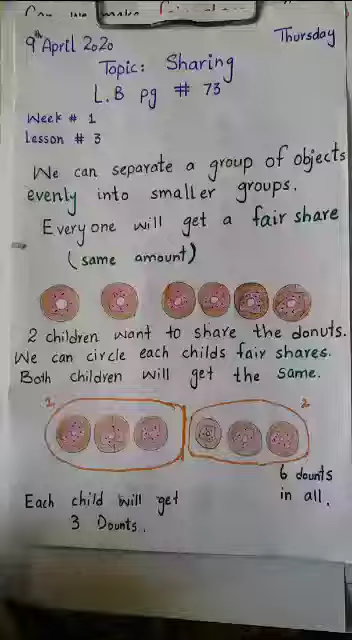 9th April 2020
Thursday
Topic: Sharing
L.B pg # 73
Week # 1
Lesson # 3
We can separate a group of objects
evenly into smaller groups.
Everyone will get a fair share
(same amount)
2 children want to share the donuts.
We can circle each childs fair shares.
Both children will get the same.
1 2
6 dounts
in all.
Each child will get
3 Dounts.